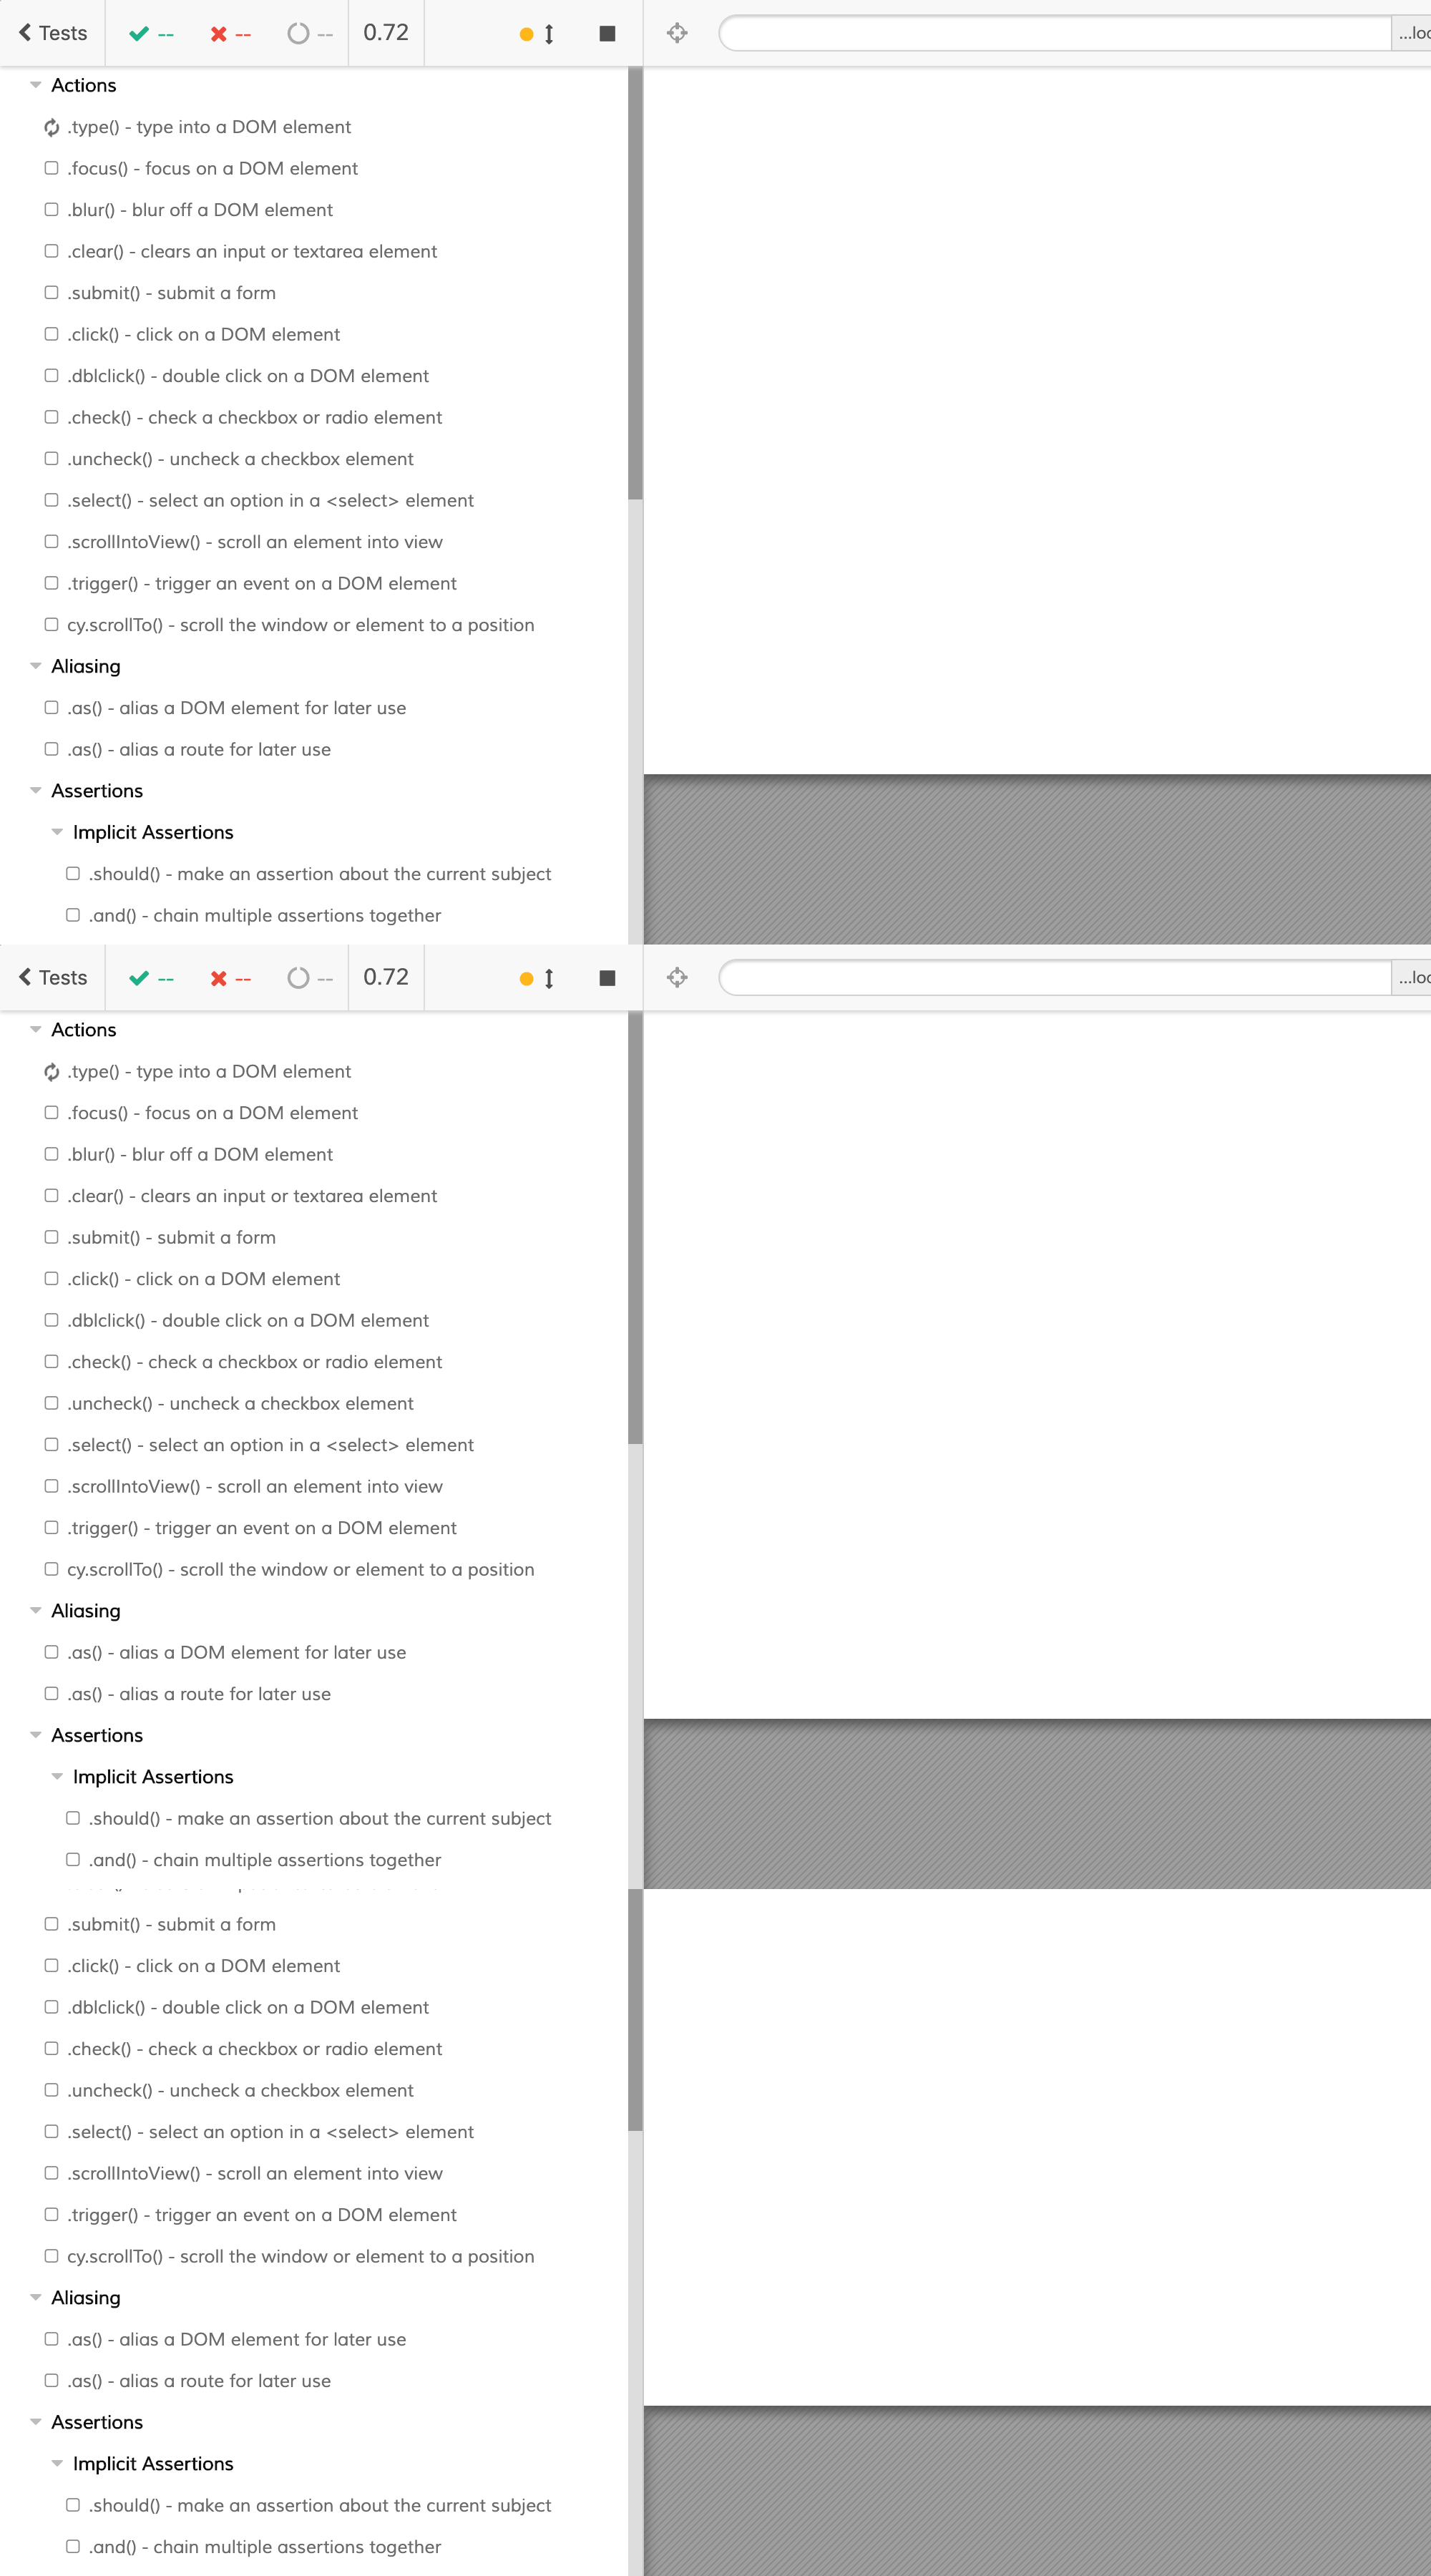 Tests -- -- -- 0.72 ...loc
Actions
.type() - type into a DOM element
.focus() - focus on a DOM element
.blur() - blur off a DOM element
.clear() - clears an input or textarea element
.submit() - submit a form
.click() - click on a DOM element
.dblclick() - double click on a DOM element
.check() - check a checkbox or radio element
.uncheck() - uncheck a checkbox element
.select() - select an option in a <select> element
.scrollIntoView() - scroll an element into view
.trigger() - trigger an event on a DOM element
cy.scrollTo() - scroll the window or element to a position
Aliasing
.as() - alias a DOM element for later use
.as() - alias a route for later use
Assertions
Implicit Assertions
.should() - make an assertion about the current subject
.and() - chain multiple assertions together
Tests -- -- -- 0.72 ...loc
Actions
.type() - type into a DOM element
.focus() - focus on a DOM element
.blur() - blur off a DOM element
.clear() - clears an input or textarea element
.submit() - submit a form
.click() - click on a DOM element
.dblclick() - double click on a DOM element
.check() - check a checkbox or radio element
.uncheck() - uncheck a checkbox element
.select() - select an option in a <select> element
.scrollIntoView() - scroll an element into view
.trigger() - trigger an event on a DOM element
cy.scrollTo() - scroll the window or element to a position
Aliasing
.as() - alias a DOM element for later use
.as() - alias a route for later use
Assertions
Implicit Assertions
.should() - make an assertion about the current subject
.and() - chain multiple assertions together
.submit() - submit a form
.click() - click on a DOM element
.dblclick() - double click on a DOM element
.check() - check a checkbox or radio element
.uncheck() - uncheck a checkbox element
.select() - select an option in a <select> element
.scrollIntoView() - scroll an element into view
.trigger() - trigger an event on a DOM element
cy.scrollTo() - scroll the window or element to a position
Aliasing
.as() - alias a DOM element for later use
.as() - alias a route for later use
Assertions
Implicit Assertions
.should() - make an assertion about the current subject
.and() - chain multiple assertions together